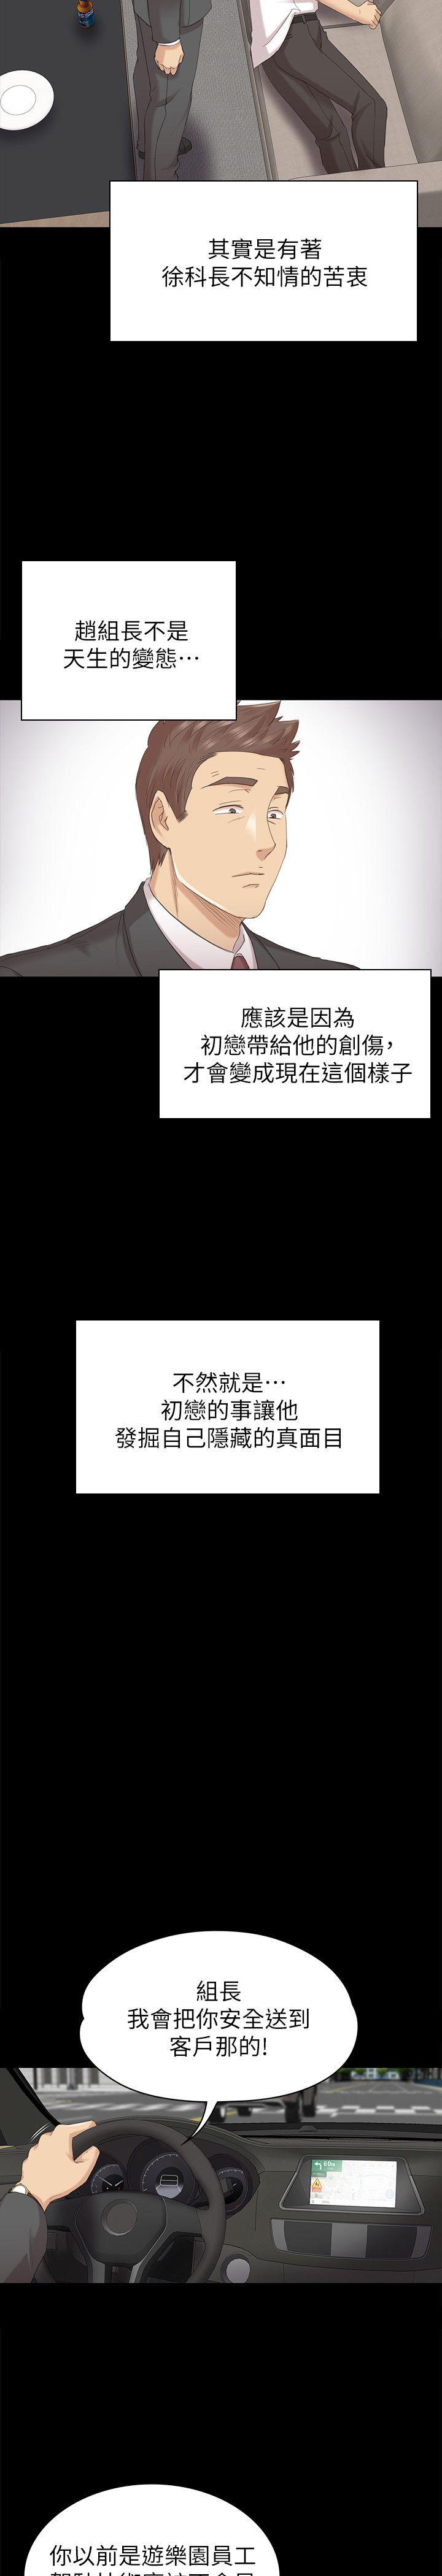 其實是有著
徐科長不知情的苦衷
趙組長不是
天生的變態…
應該是因為
初戀帶給他的創傷，
才會變成現在這個樣子
不然就是…
初戀的事讓他
發掘自己隱藏的真面目
組長
我會把你安全送到
客戶那的！
60m
你以前是遊樂園員工